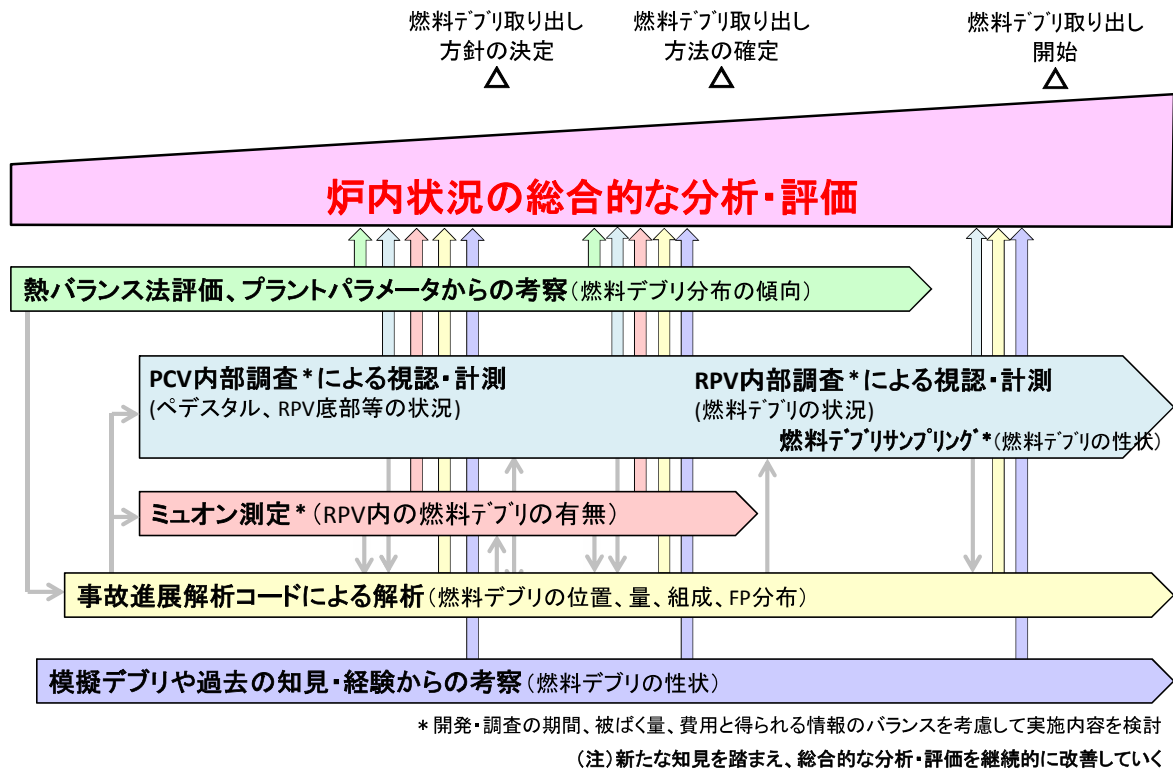 燃料デブリ取り出し
方針の決定
燃料デブリ取り出し
方法の確定
燃料デブリ取り出し
開始
炉内状況の総合的な分析・評価
熱バランス法評価、プラントパラメータからの考察(燃料デブリ分布の傾向)
PCV内部調査*による視認・計測
(ペデスタル、RPV底部等の状況)
RPV内部調査*による視認・計測
(燃料デブリの状況)
燃料デブリサンプリング*(燃料デブリの性状)
ミュオン測定*(RPV内の燃料デブリの有無)
事故進展解析コードによる解析(燃料デブリの位置、量、組成、FP分布)
模擬デブリや過去の知見・経験からの考察(燃料デブリの性状)
*開発・調査の期間、被ばく量、費用と得られる情報のバランスを考慮して実施内容を検討
(注)新たな知見を踏まえ、総合的な分析・評価を継続的に改善していく